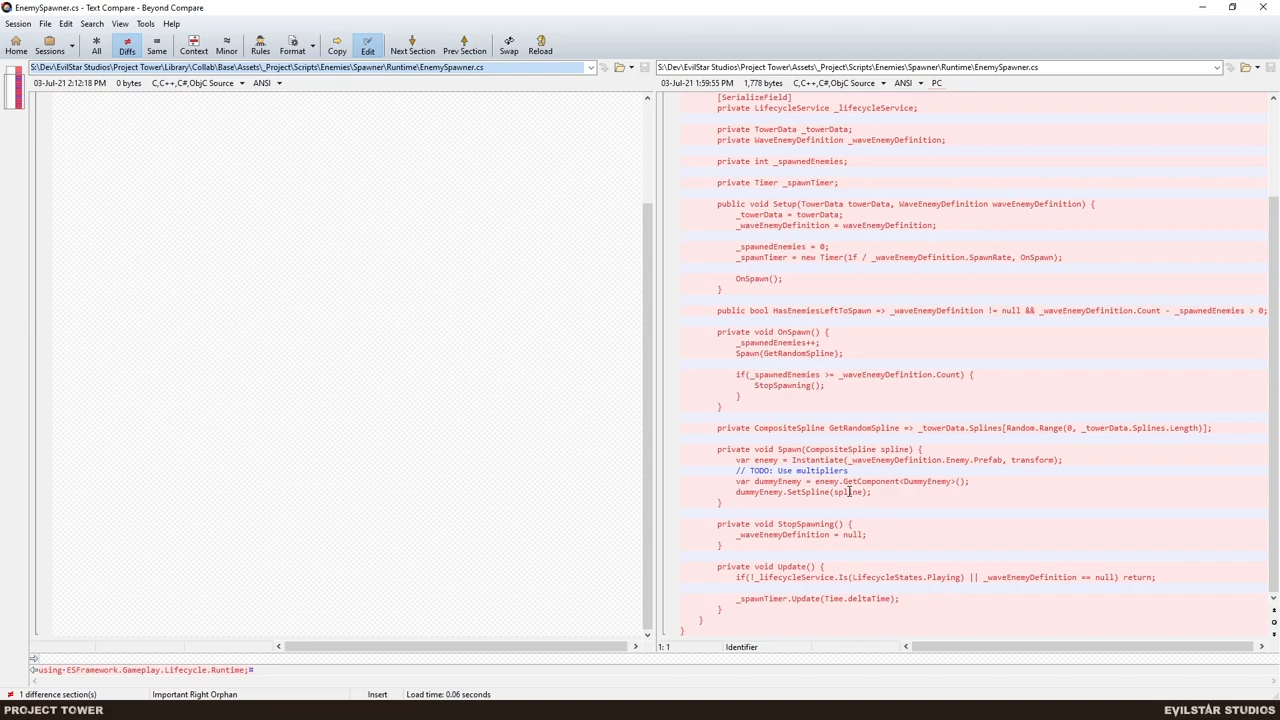 EnemySpawner.cs - Text Compare - Beyond Compare
Session File Edit Search View Tools Help
Home Sessions All Diffs Same Context Minor Rules Format Copy Edit Next Section Prev Section Swap Reload
S:\Dev\EvilStar Studios\Project Tower\Library\Collab\Base\Assets\_Project\Scripts\Enemies\Spawner\Runtime\EnemySpawner.cs
S:\Dev\EvilStar Studios\Project Tower\Assets\_Project\Scripts\Enemies\Spawner\Runtime\EnemySpawner.cs
03-Jul-21 2:12:18 PM 0 bytes C,C++,C#,ObjC Source ANSI
03-Jul-21 1:59:55 PM 1,778 bytes C,C++,C#,ObjC Source ANSI PC
[SerializeField]
private LifecycleService _lifecycleService;
private TowerData _towerData;
private WaveEnemyDefinition _waveEnemyDefinition;
private int _spawnedEnemies;
private Timer _spawnTimer;
public void Setup(TowerData towerData, WaveEnemyDefinition waveEnemyDefinition) {
_towerData = towerData;
_waveEnemyDefinition = waveEnemyDefinition;
_spawnedEnemies = 0;
_spawnTimer = new Timer(1f / _waveEnemyDefinition.SpawnRate, OnSpawn);
OnSpawn();
}
public bool HasEnemiesLeftToSpawn => _waveEnemyDefinition != null && _waveEnemyDefinition.Count - _spawnedEnemies > 0;
private void OnSpawn() {
_spawnedEnemies++;
Spawn(GetRandomSpline);
if(_spawnedEnemies >= _waveEnemyDefinition.Count) {
StopSpawning();
}
}
private CompositeSpline GetRandomSpline => _towerData.Splines[Random.Range(0, _towerData.Splines.Length)];
private void Spawn(CompositeSpline spline) {
var enemy = Instantiate(_waveEnemyDefinition.Enemy.Prefab, transform);
// TODO: Use multipliers
var dummyEnemy = enemy.GetComponent<DummyEnemy>();
dummyEnemy.SetSpline(spline);
}
private void StopSpawning() {
_waveEnemyDefinition = null;
}
private void Update() {
if(!_lifecycleService.Is(LifecycleStates.Playing) || _waveEnemyDefinition == null) return;
_spawnTimer.Update(Time.deltaTime);
}
}
}
1: 1 Identifier
using·ESFramework.Gameplay.Lifecycle.Runtime;¤
1 difference section(s) Important Right Orphan Insert Load time: 0.06 seconds
PROJECT TOWER EVILSTAR STUDIOS